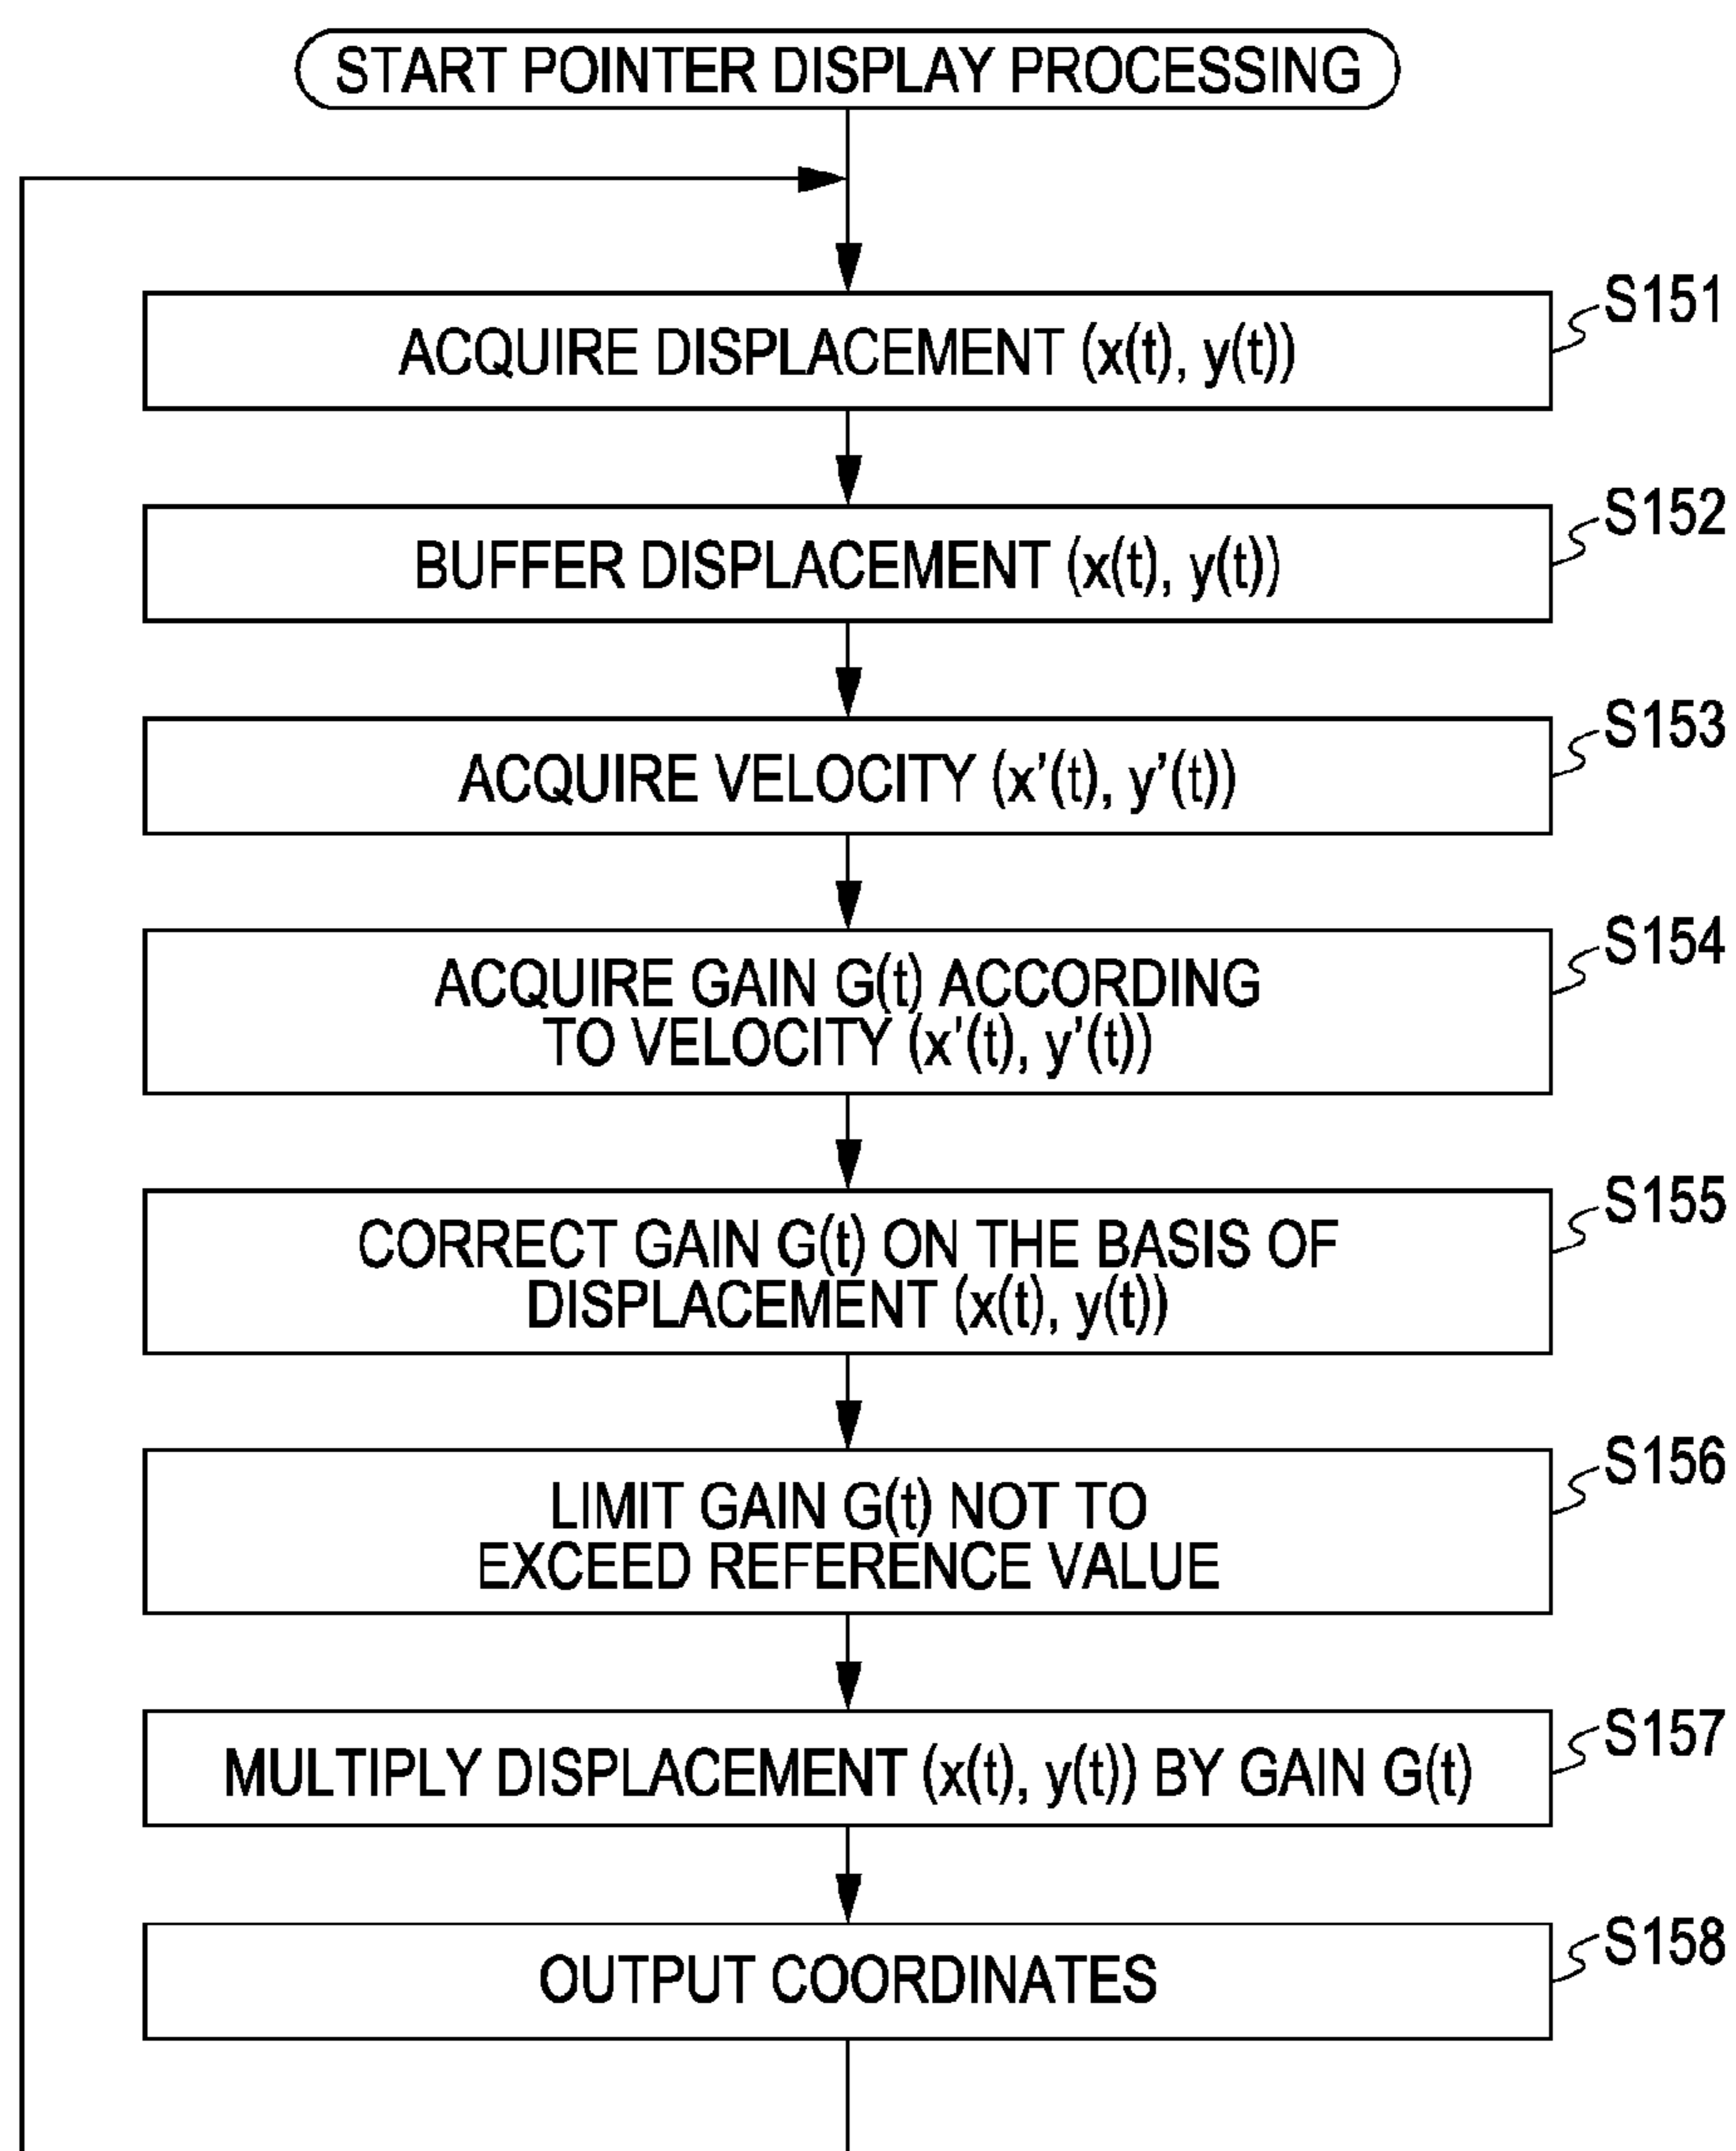 START POINTER DISPLAY PROCESSING
S151
ACQUIRE DISPLACEMENT (x(t), y(t))
S152
BUFFER DISPLACEMENT (x(t), y(t))
S153
ACQUIRE VELOCITY (x'(t), y'(t))
S154
ACQUIRE GAIN G(t) ACCORDING
TO VELOCITY (x'(t), y'(t))
S155
CORRECT GAIN G(t) ON THE BASIS OF
DISPLACEMENT (x(t), y(t))
S156
LIMIT GAIN G(t) NOT TO
EXCEED REFERENCE VALUE
S157
MULTIPLY DISPLACEMENT (x(t), y(t)) BY GAIN G(t)
S158
OUTPUT COORDINATES